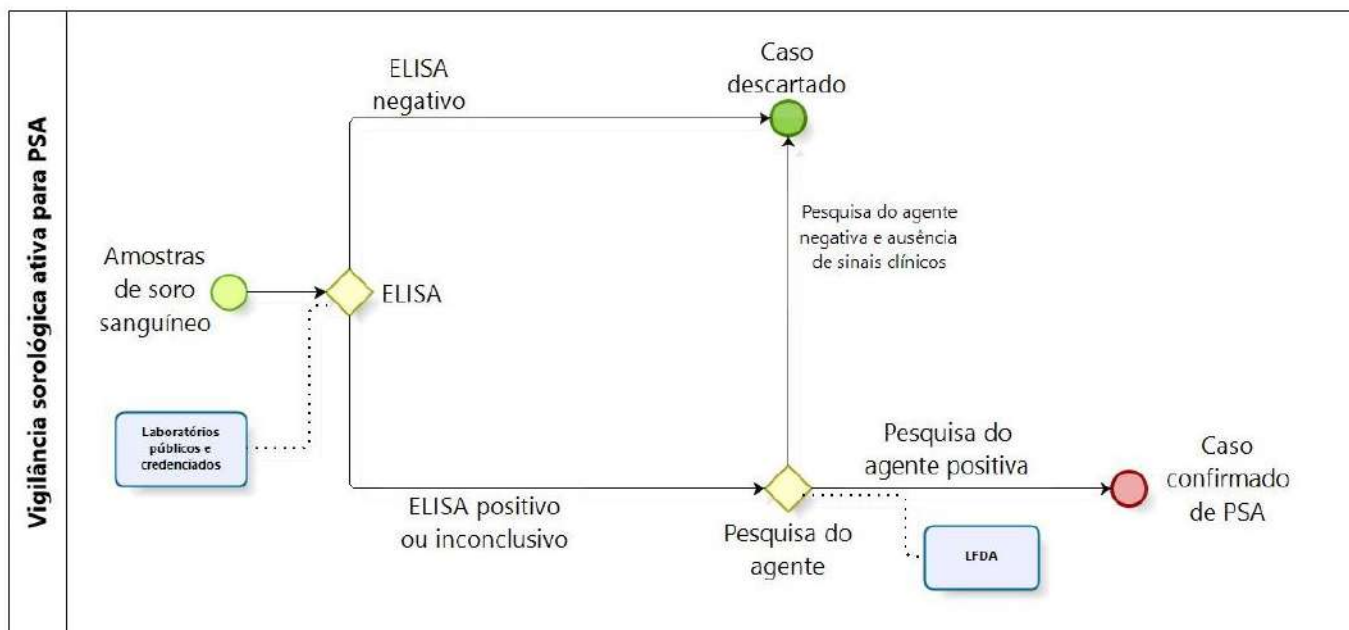 Vigilância sorológica ativa para PSA
ELISA
negativo
Caso
descartado
Pesquisa do agente
negativa e ausência
de sinais clínicos
Amostras
de soro
sanguíneo
ELISA
Laboratórios
públicos e
credenciados
ELISA positivo
ou inconclusivo
Pesquisa do
agente
Pesquisa do
agente positiva
LFDA
Caso
confirmado
de PSA